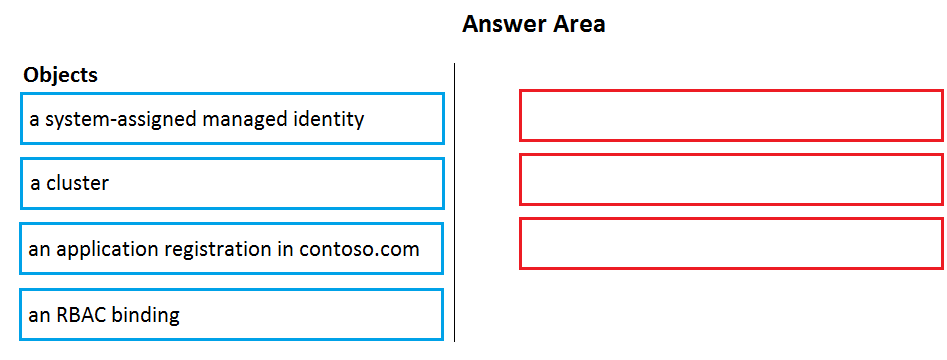 Answer Area
Objects
a system-assigned managed identity
a cluster
an application registration in contoso.com
an RBAC binding